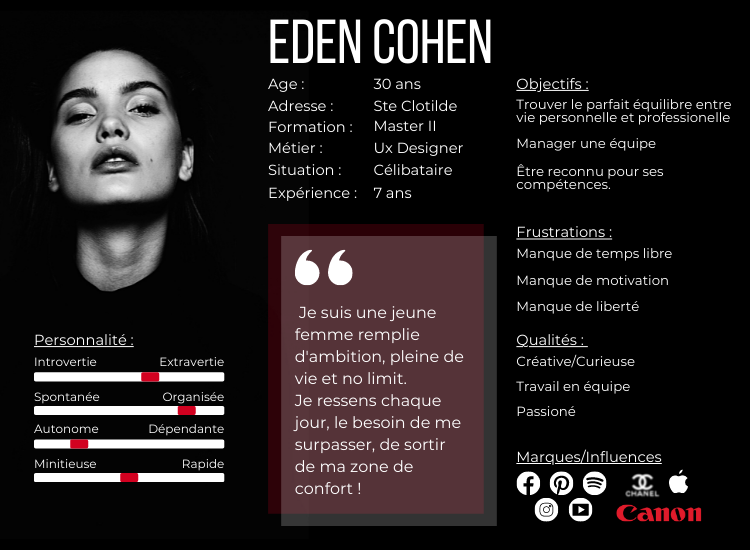 EDEN COHEN
Age : 30 ans
Adresse : Ste Clotilde
Formation : Master II
Métier : Ux Designer
Situation : Célibataire
Expérience : 7 ans
Je suis une jeune
femme remplie
d'ambition, pleine de
vie et no limit.
Je ressens chaque
jour, le besoin de me
surpasser, de sortir
de ma zone de
confort !
Personnalité :
Introvertie Extravertie
Spontanée Organisée
Autonome Dépendante
Minitieuse Rapide
Objectifs :
Trouver le parfait équilibre entre
vie personnelle et professionelle
Manager une équipe
Être reconnu pour ses
compétences.
Frustrations :
Manque de temps libre
Manque de motivation
Manque de liberté
Qualités :
Créative/Curieuse
Travail en équipe
Passioné
Marques/Influences
CHANEL
Canon